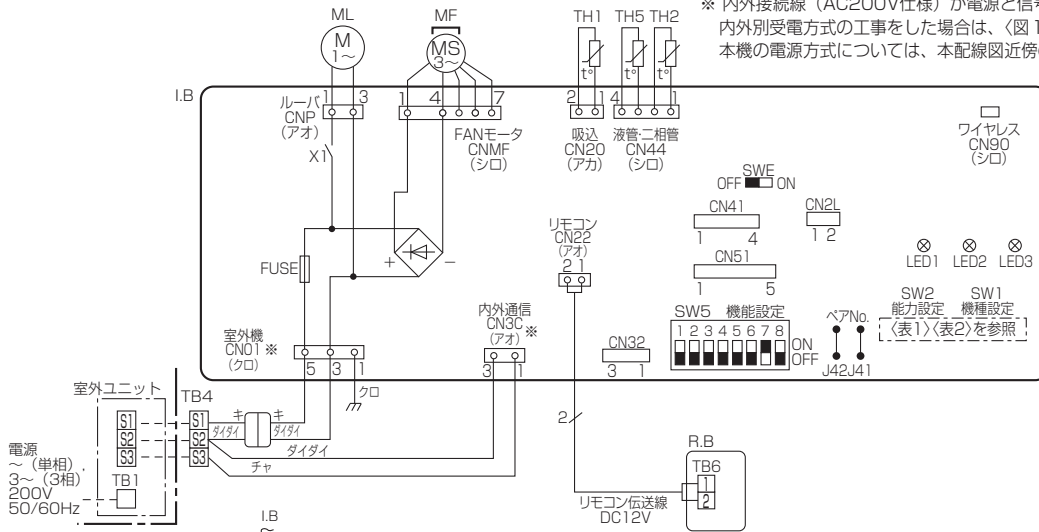 ※ 内外接続線（AC200V仕様）が電源と信
内外別受電方式の工事をした場合は、〈図1
本機の電源方式については、本配線図近傍
ML
MF
TH1
TH5
TH2
M
1～
MS
3～
t°
t°
t°
I.B
1
3
1
4
7
2
1
4
1
ルーバ
CNP
(アオ)
FANモータ
CNMF
(シロ)
吸込
CN20
(アカ)
液管・二相管
CN44
(シロ)
ワイヤレス
CN90
(シロ)
X1
SWE
OFF
ON
CN41
1
4
CN2L
1 2
リモコン
CN22
(アオ)
2 1
+
−
FUSE
CN51
1
5
LED1
LED2
LED3
SW5 機能設定
1 2 3 4 5 6 7 8
ON
OFF
ペアNo.
J42J41
SW2
能力設定
SW1
機種設定
〈表1〉〈表2〉を参照
室外機
CN01※
(クロ)
5
3
1
内外通信
CN3C
(アオ)※
3
1
CN32
3
1
クロ
室外ユニット
TB4
S1
S2
S3
S1
S2
S3
キ
キ
ダイダイ
ダイダイ
ダイダイ
チャ
電源
～（単相）,
3～（3相）
200V
50/60Hz
TB1
2
R.B
TB6
1
2
リモコン伝送線
DC12V
I.B
～